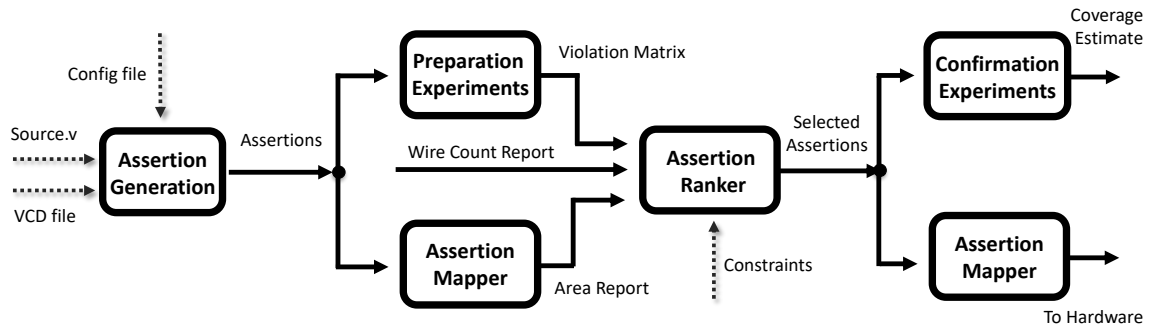 Config file
Source.v
VCD file
Assertion
Generation
Assertions
Preparation
Experiments
Violation Matrix
Wire Count Report
Assertion
Mapper
Area Report
Assertion
Ranker
Constraints
Selected
Assertions
Confirmation
Experiments
Coverage
Estimate
Assertion
Mapper
To Hardware